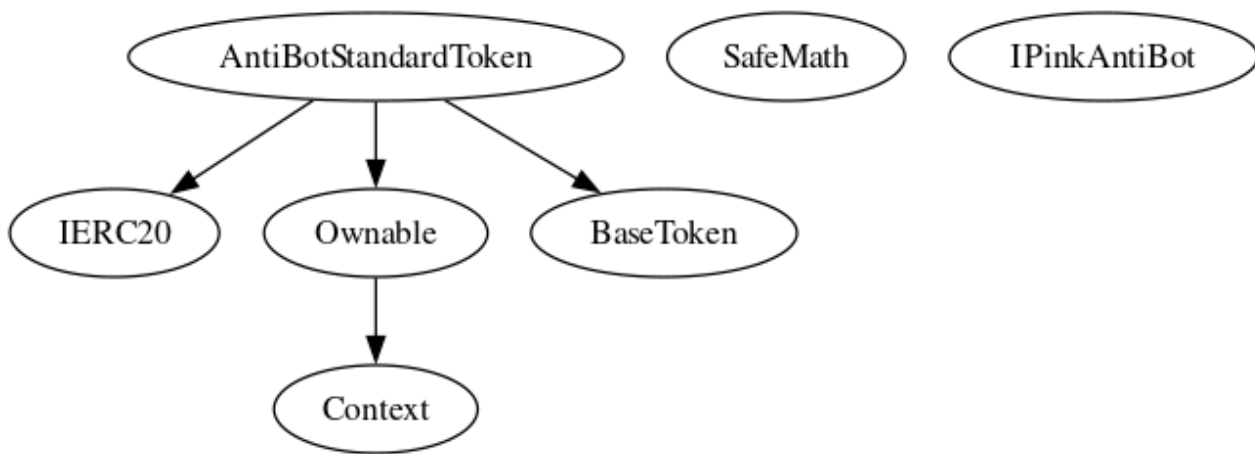 AntiBotStandardToken
SafeMath
IPinkAntiBot
IERC20
Ownable
BaseToken
Context